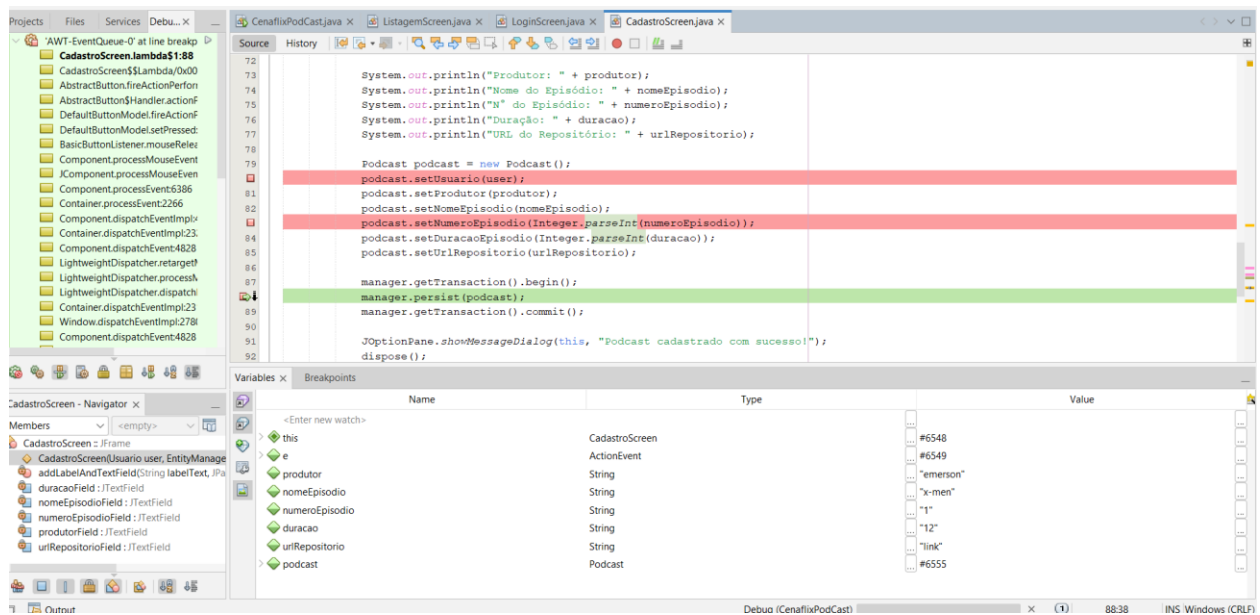 Projects Files Services Debu... ×
CenaflixPodCast.java × ListagemScreen.java × LoginScreen.java × CadastroScreen.java ×
'AWT-EventQueue-0' at line breakp
CadastroScreen.lambda$1:88
CadastroScreen$$Lambda/0x00
AbstractButton.fireActionPerforn
AbstractButton$Handler.actionP
DefaultButtonModel.fireActionP
DefaultButtonModel.setPressed:
BasicButtonListener.mouseRelea
Component.processMouseEvent
JComponent.processMouseEven
Component.processEvent:6386
Container.processEvent:2266
Component.dispatchEventImpl:4
Container.dispatchEventImpl:23
Component.dispatchEvent:4828
LightweightDispatcher.retargetM
LightweightDispatcher.processM
LightweightDispatcher.dispatchI
Container.dispatchEventImpl:23
Window.dispatchEventImpl:2780
Component.dispatchEvent:4828
Source History
72
73 System.out.println("Produtor: " + produtor);
74 System.out.println("Nome do Episódio: " + nomeEpisodio);
75 System.out.println("N° do Episódio: " + numeroEpisodio);
76 System.out.println("Duração: " + duracao);
77 System.out.println("URL do Repositório: " + urlRepositorio);
78
79 Podcast podcast = new Podcast();
podcast.setUsuario(user);
81 podcast.setProdutor(produtor);
82 podcast.setNomeEpisodio(nomeEpisodio);
podcast.setNumeroEpisodio(Integer.parseInt(numeroEpisodio));
84 podcast.setDuracaoEpisodio(Integer.parseInt(duracao));
85 podcast.setUrlRepositorio(urlRepositorio);
86
87 manager.getTransaction().begin();
manager.persist(podcast);
89 manager.getTransaction().commit();
90
91 JOptionPane.showMessageDialog(this, "Podcast cadastrado com sucesso!");
92 dispose();
CadastroScreen - Navigator ×
Members <empty>
CadastroScreen :: JFrame
CadastroScreen(Usuario user, EntityManage
addLabelAndTextField(String labelText, JPa
duracaoField : JTextField
nomeEpisodioField : JTextField
numeroEpisodioField : JTextField
produtorField : JTextField
urlRepositorioField : JTextField
Variables × Breakpoints
Name Type Value
<Enter new watch>
this CadastroScreen #6548
e ActionEvent #6549
produtor String "emerson"
nomeEpisodio String "x-men"
numeroEpisodio String "1"
duracao String "12"
urlRepositorio String "link"
podcast Podcast #6555
Output Debug (CenaflixPodCast) × (1) 88:38 INS Windows (CRLF)